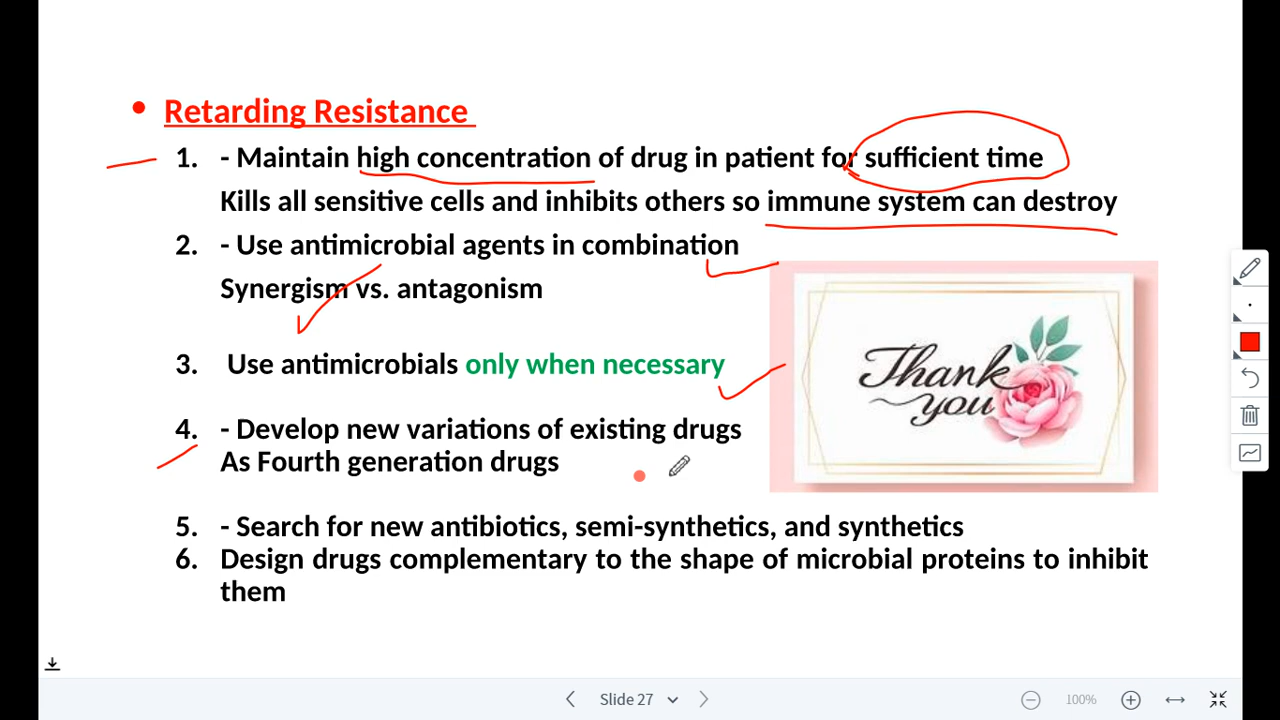 • Retarding Resistance
1. - Maintain high concentration of drug in patient for sufficient time
Kills all sensitive cells and inhibits others so immune system can destroy
2. - Use antimicrobial agents in combination
Synergism vs. antagonism
3. Use antimicrobials only when necessary
Thank
you
4. - Develop new variations of existing drugs
As Fourth generation drugs
5. - Search for new antibiotics, semi-synthetics, and synthetics
6. Design drugs complementary to the shape of microbial proteins to inhibit
them
Slide 27
100%